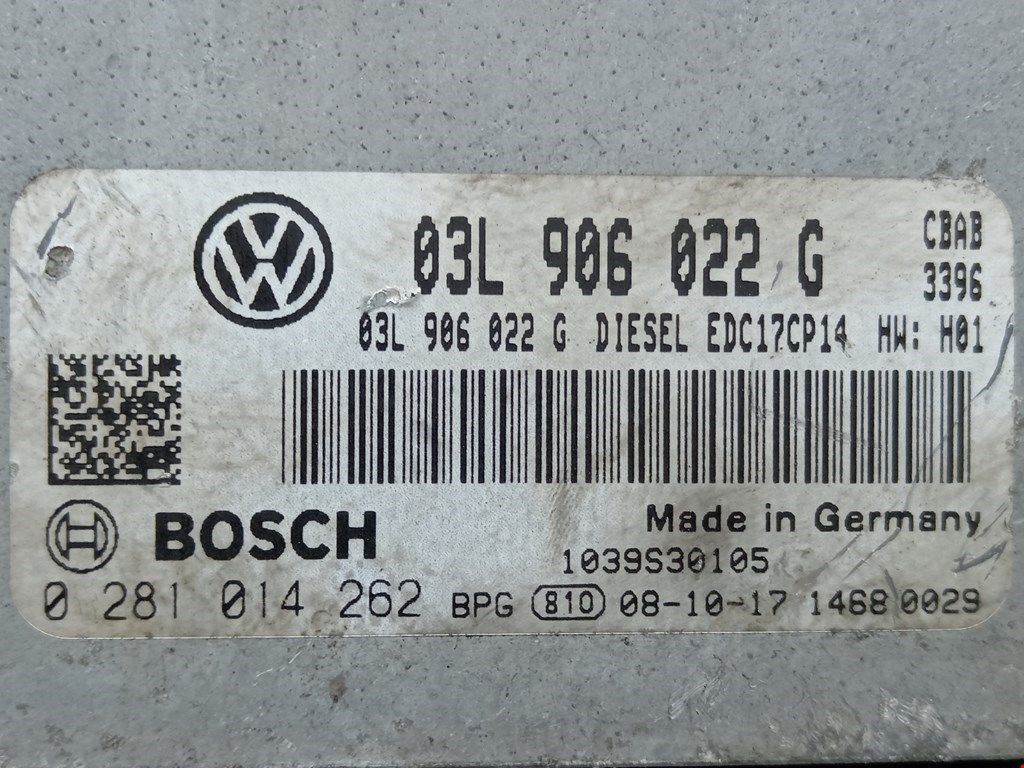 03L 906 022 G CBAB
3396
03L 906 022 G DIESEL EDC17CP14 HW: H01
BOSCH
Made in Germany
1039S30105
0 281 014 262 BPG 810 08-10-17 1468 0029